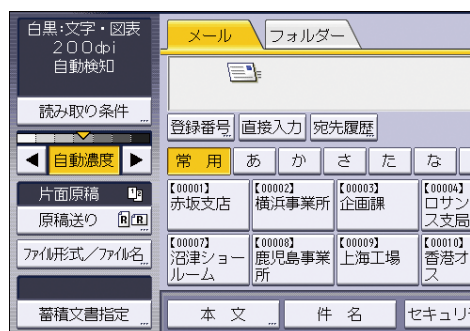 白黒:文字・図表
200dpi
自動検知
読み取り条件
自動濃度
片面原稿
原稿送り
ファイル形式/ファイル名
蓄積文書指定
メール
フォルダー
登録番号
直接入力
宛先履歴
常用
あ
か
さ
た
な
【00001】
赤坂支店
【00002】
横浜事業所
【00003】
企画課
【00004】
ロサン
ス支局
【00007】
沼津ショー
ルーム
【00008】
鹿児島事業
所
【00009】
上海工場
【00010】
香港オ
ス
本文
件名
セキュリ